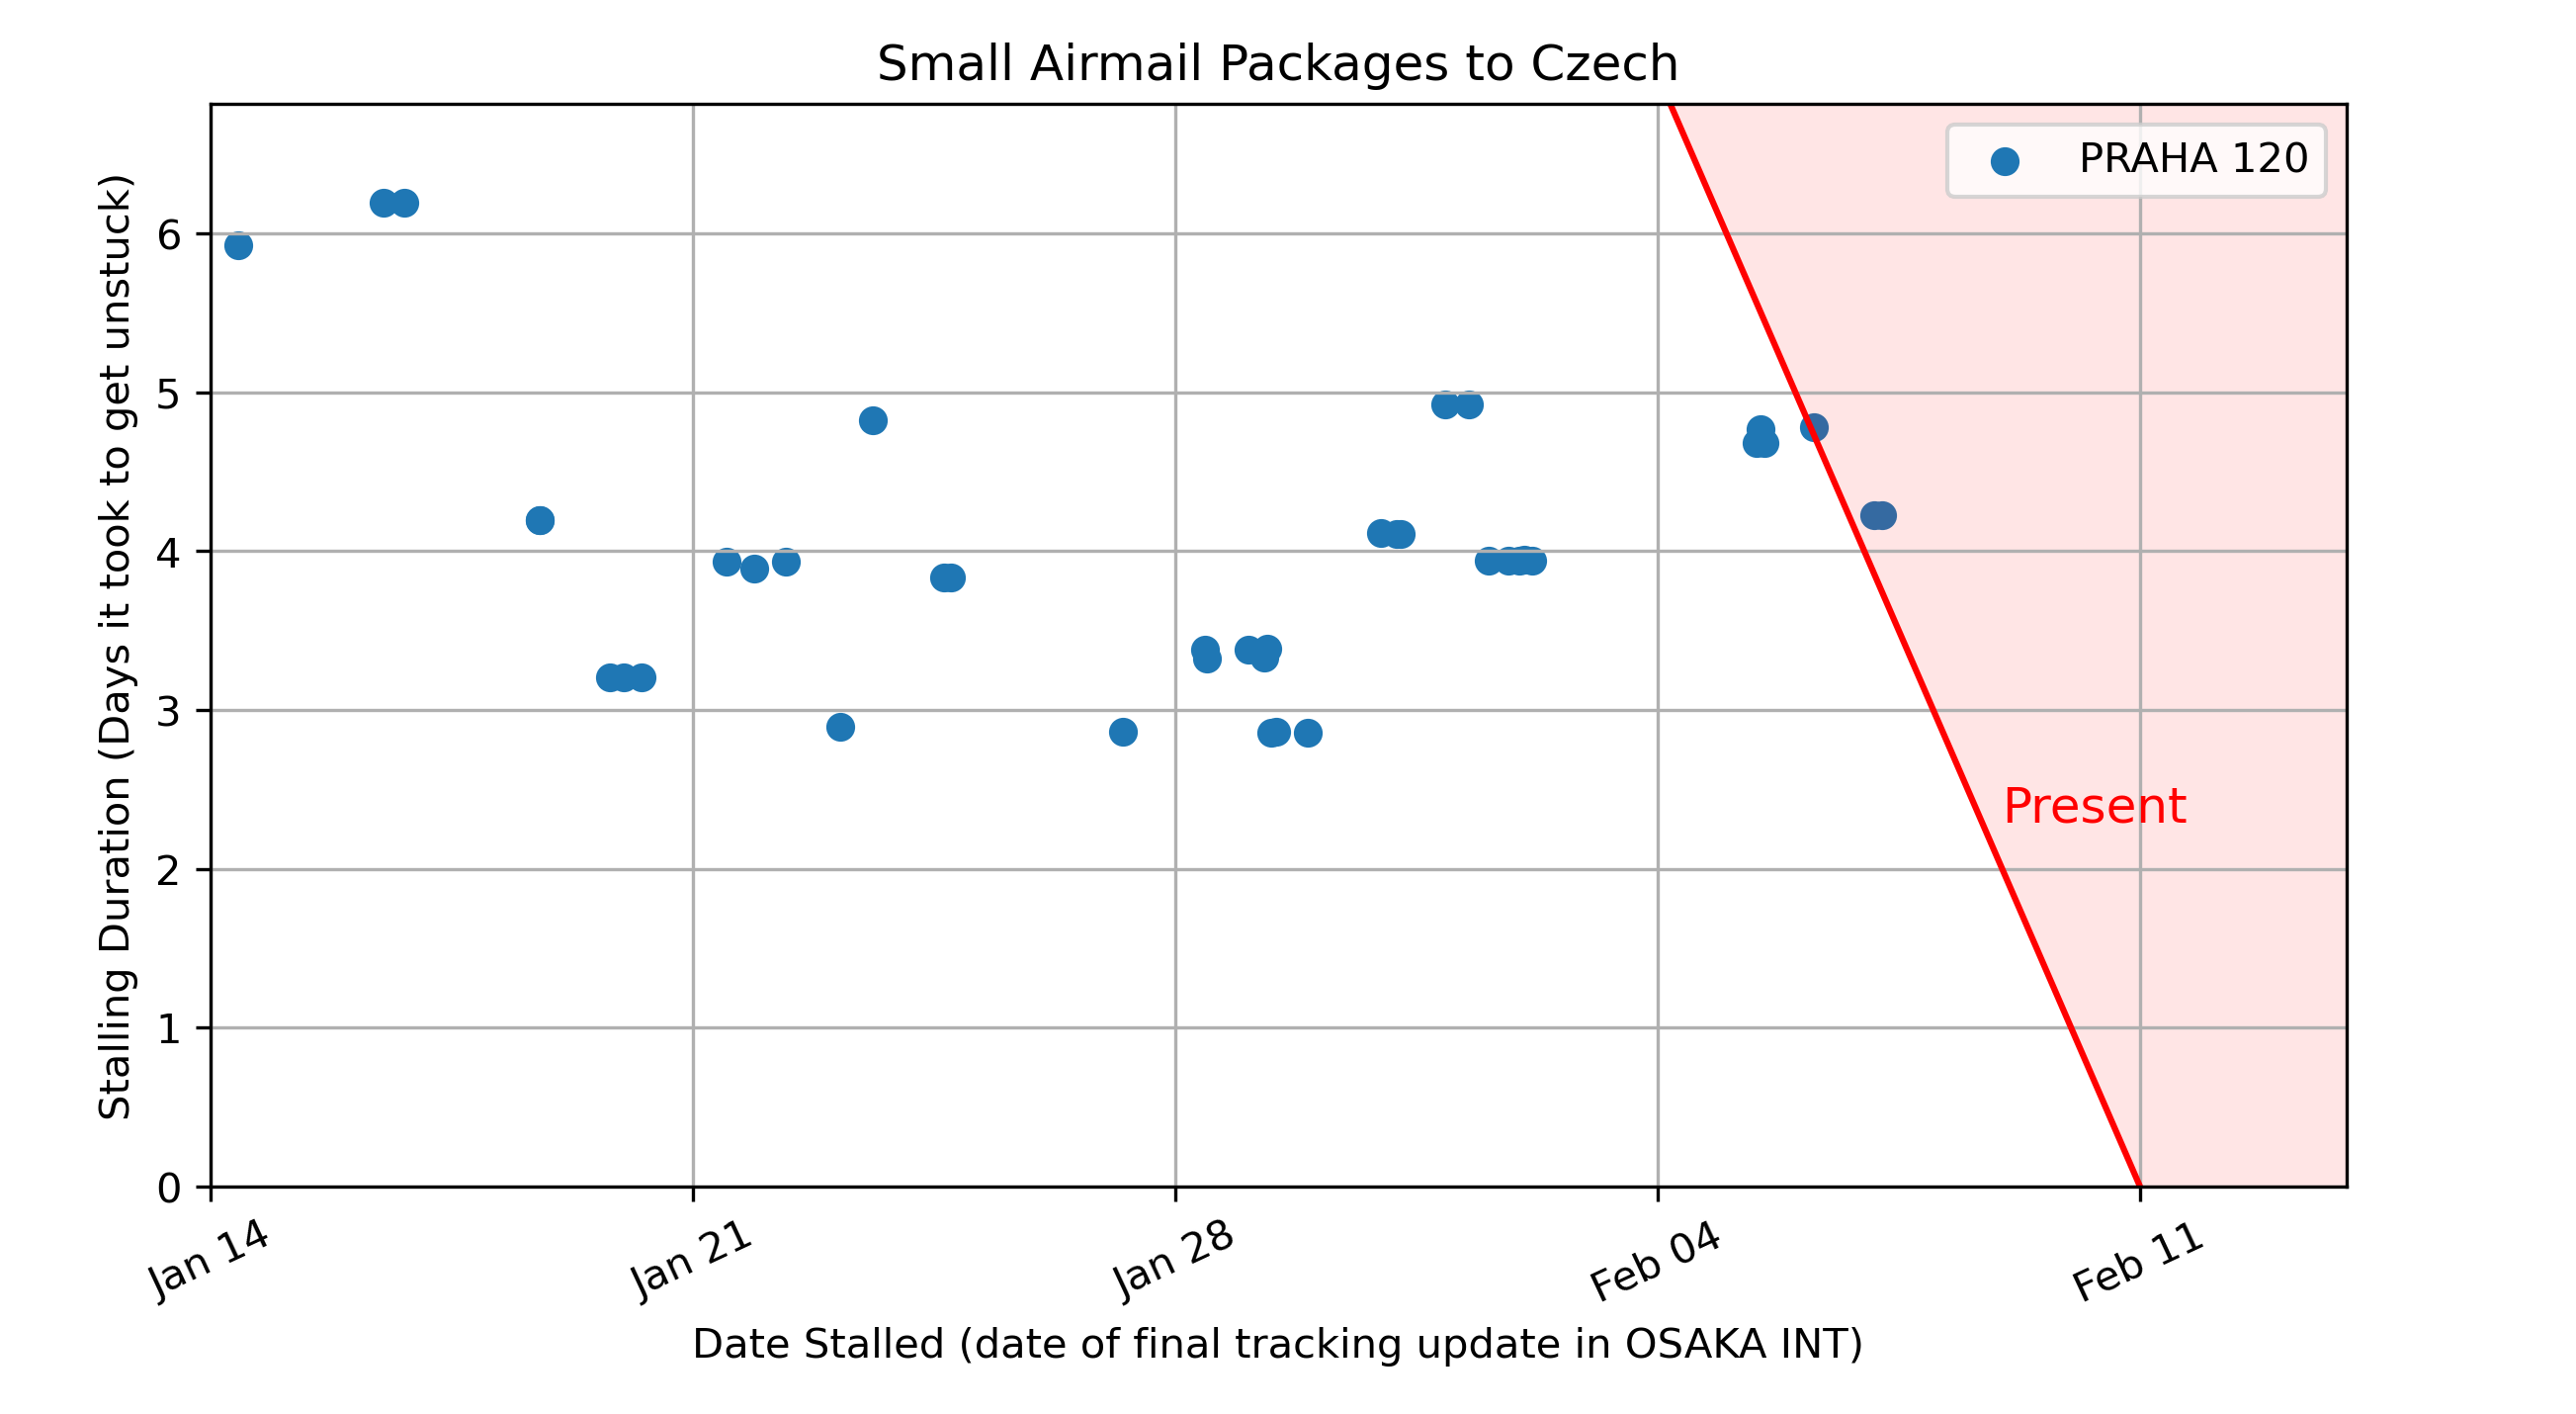 Small Airmail Packages to Czech
PRAHA 120
Stalling Duration (Days it took to get unstuck)
6
5
4
3
2
1
0
Present
Jan 14
Jan 21
Jan 28
Feb 04
Feb 11
Date Stalled (date of final tracking update in OSAKA INT)